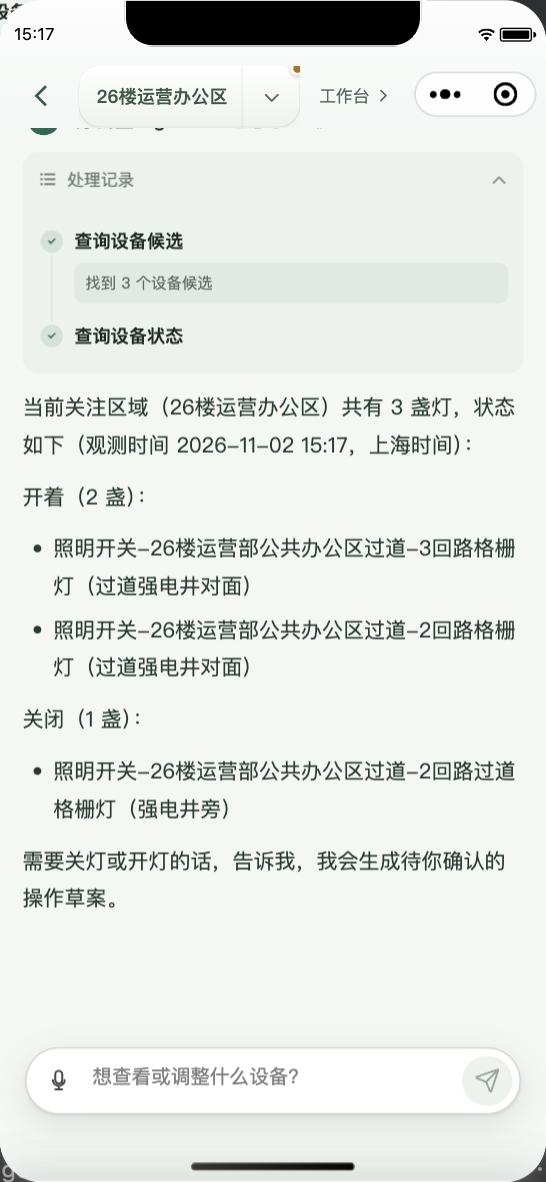 15:17
26楼运营办公区
工作台
处理记录
查询设备候选
找到 3 个设备候选
查询设备状态
当前关注区域（26楼运营办公区）共有 3 盏灯，状态
如下（观测时间 2026-11-02 15:17，上海时间）：
开着（2 盏）：
• 照明开关-26楼运营部公共办公区过道-3回路格栅
灯（过道强电井对面）
• 照明开关-26楼运营部公共办公区过道-2回路格栅
灯（过道强电井对面）
关闭（1 盏）：
• 照明开关-26楼运营部公共办公区过道-2回路过道
格栅灯（强电井旁）
需要关灯或开灯的话，告诉我，我会生成待你确认的
操作草案。
想查看或调整什么设备？